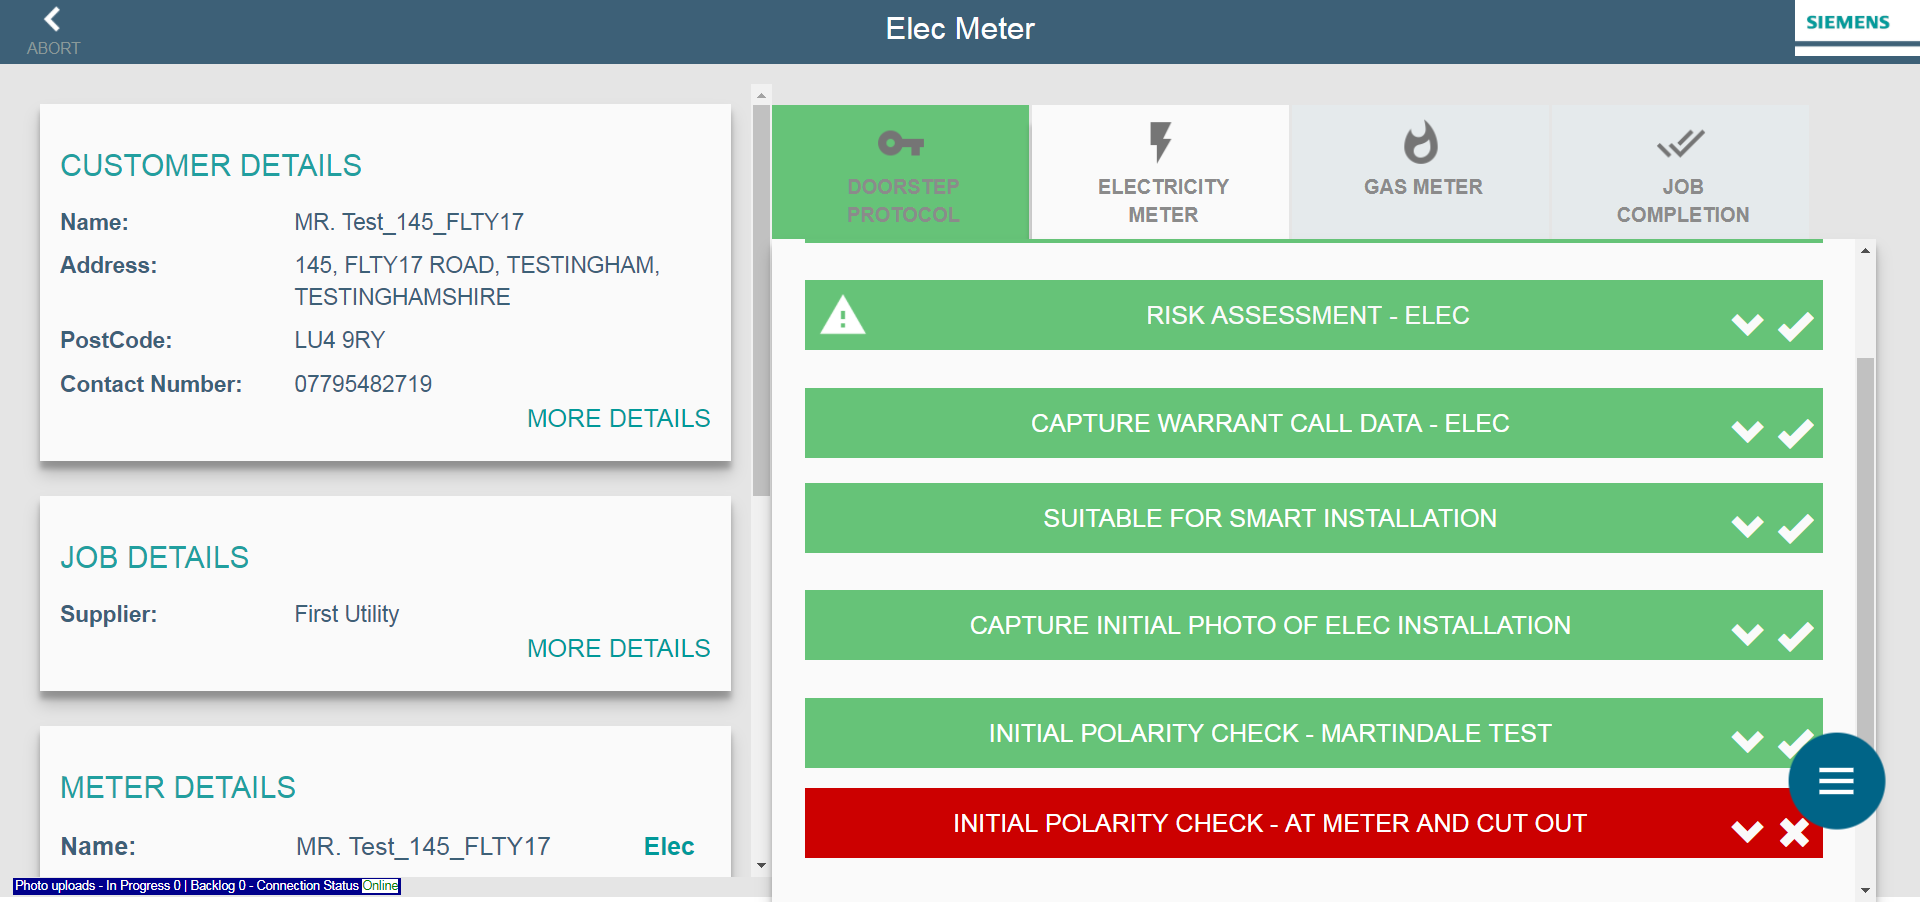 ABORT
Elec Meter
SIEMENS
CUSTOMER DETAILS
Name: MR. Test_145_FLTY17
Address: 145, FLTY17 ROAD, TESTINGHAM,
TESTINGHAMSHIRE
PostCode: LU4 9RY
Contact Number: 07795482719
MORE DETAILS
JOB DETAILS
Supplier: First Utility
MORE DETAILS
METER DETAILS
Name: MR. Test_145_FLTY17 Elec
Photo uploads - In Progress 0 | Backlog 0 - Connection Status Online
DOORSTEP
PROTOCOL
ELECTRICITY
METER
GAS METER
JOB
COMPLETION
RISK ASSESSMENT - ELEC
CAPTURE WARRANT CALL DATA - ELEC
SUITABLE FOR SMART INSTALLATION
CAPTURE INITIAL PHOTO OF ELEC INSTALLATION
INITIAL POLARITY CHECK - MARTINDALE TEST
INITIAL POLARITY CHECK - AT METER AND CUT OUT